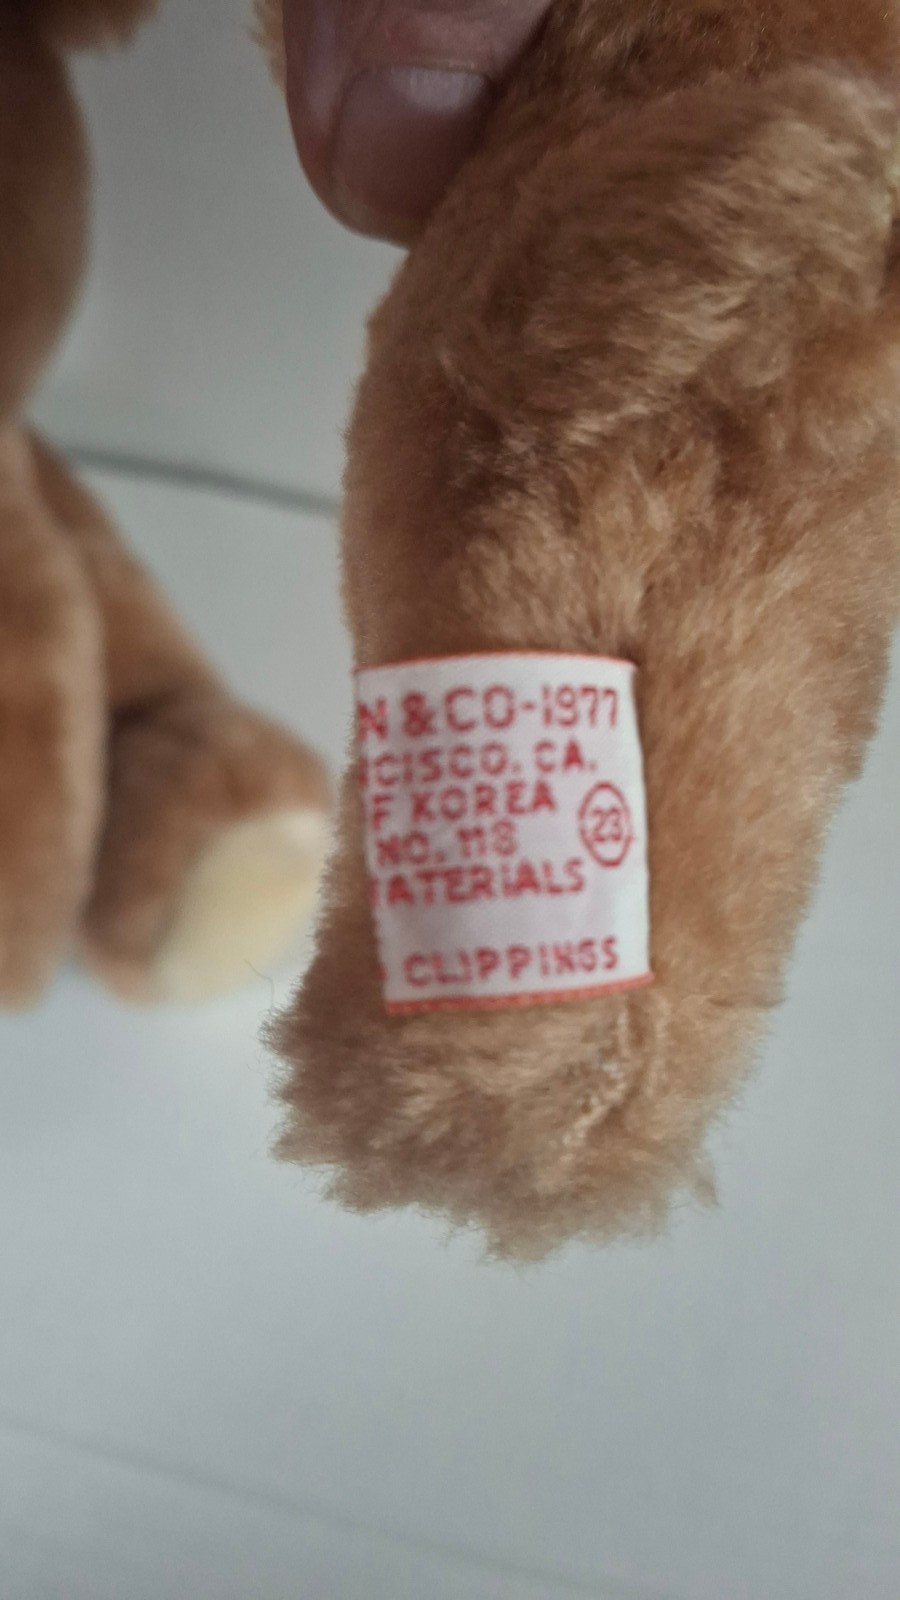 N & CO-1977
CISCO. CA.
F KOREA
NO. 118
23
ATERIALS
CLIPPINGS